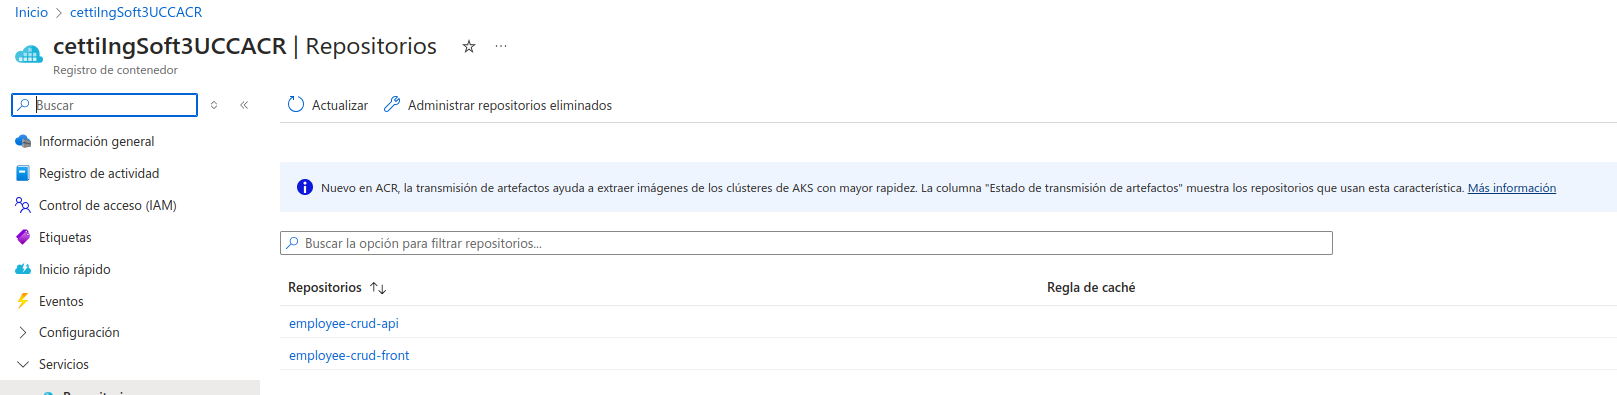 Inicio > cettiIngSoft3UCCACR
cettiIngSoft3UCCACR | Repositorios
Registro de contenedor
Buscar
Actualizar
Administrar repositorios eliminados
Información general
Registro de actividad
Control de acceso (IAM)
Etiquetas
Inicio rápido
Eventos
Configuración
Servicios
Nuevo en ACR, la transmisión de artefactos ayuda a extraer imágenes de los clústeres de AKS con mayor rapidez. La columna "Estado de transmisión de artefactos" muestra los repositorios que usan esta característica. Más información
Buscar la opción para filtrar repositorios...
Repositorios
Regla de caché
employee-crud-api
employee-crud-front